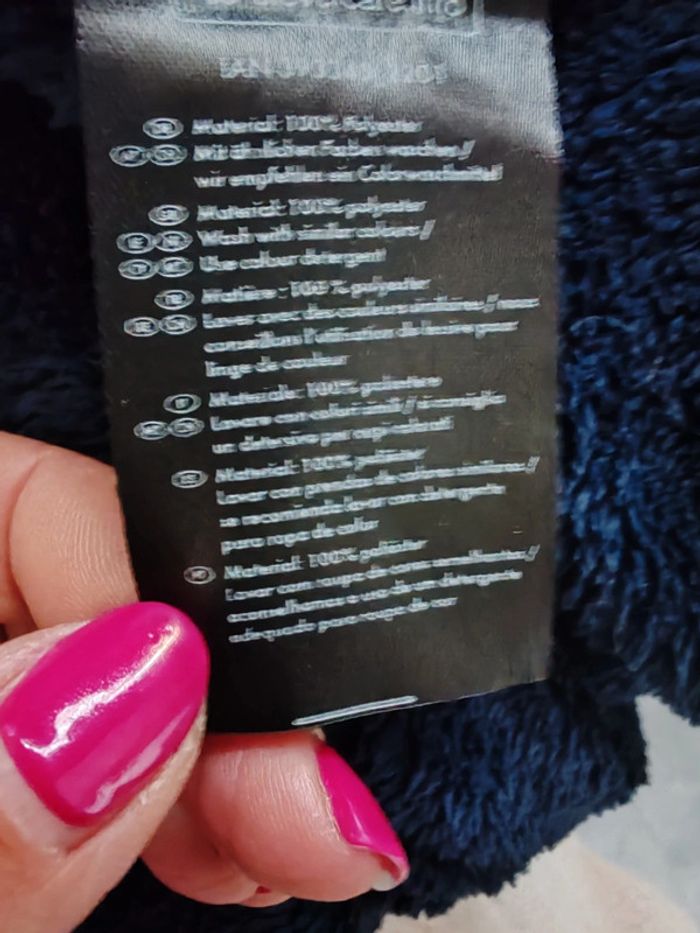 DE Material: 100% Polyester
Mit ähnlichen Farben waschen /
wir empfehlen ein Colorwaschmittel
Material: 100% polyester
Wash with similar colours /
Use colour detergent
Matière : 100 % polyester
Laver avec des couleurs similaires / nous
conseillons l'utilisation de lessive pour
linge de couleur
Materiale: 100% poliestere
Lavare con colori simili / si consiglia
un detersivo per capi colorati
ES Material: 100% poliéster
Lavar con prendas de colores similares /
se recomienda lavar con detergente
para ropa de color
Material: 100% poliéster
Lavar com roupa de cores semelhantes /
aconselhamos o uso de um detergente
adequado para roupa de cor